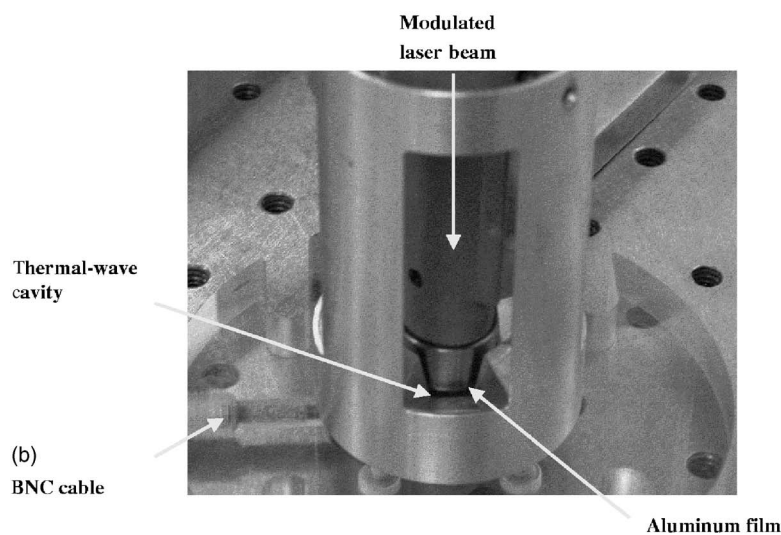 Modulated
laser beam
Thermal-wave
cavity
(b)
BNC cable
Aluminum film